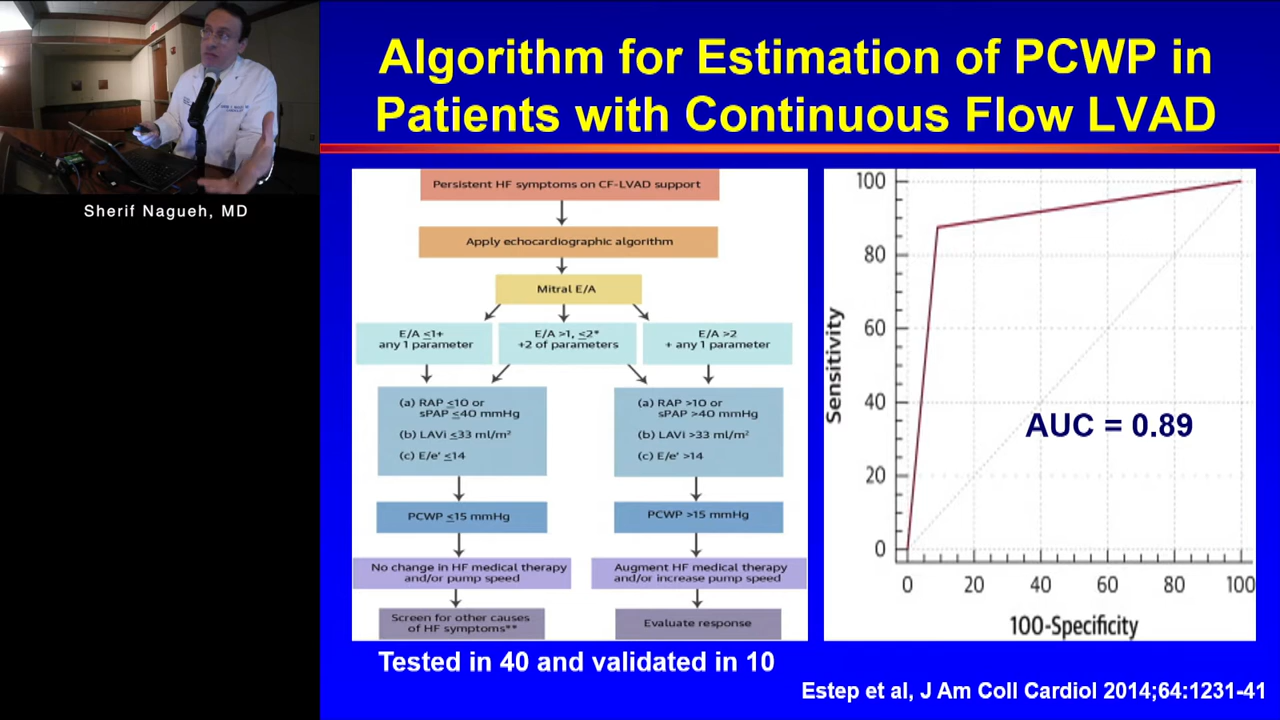 Algorithm for Estimation of PCWP in
Patients with Continuous Flow LVAD
Sherif Nagueh, MD
Persistent HF symptoms on CF-LVAD support
Apply echocardiographic algorithm
Mitral E/A
E/A ≤1+
any 1 parameter
E/A >1, ≤2*
+2 of parameters
E/A >2
+ any 1 parameter
(a) RAP ≤10 or
sPAP ≤40 mmHg
(b) LAVi ≤33 ml/m²
(c) E/e' ≤14
(a) RAP >10 or
sPAP >40 mmHg
(b) LAVi >33 ml/m²
(c) E/e' >14
PCWP ≤15 mmHg
PCWP >15 mmHg
No change in HF medical therapy
and/or pump speed
Augment HF medical therapy
and/or increase pump speed
Screen for other causes
of HF symptoms**
Evaluate response
100
80
60
40
20
0
Sensitivity
AUC = 0.89
0 20 40 60 80 100
100-Specificity
Tested in 40 and validated in 10
Estep et al, J Am Coll Cardiol 2014;64:1231-41